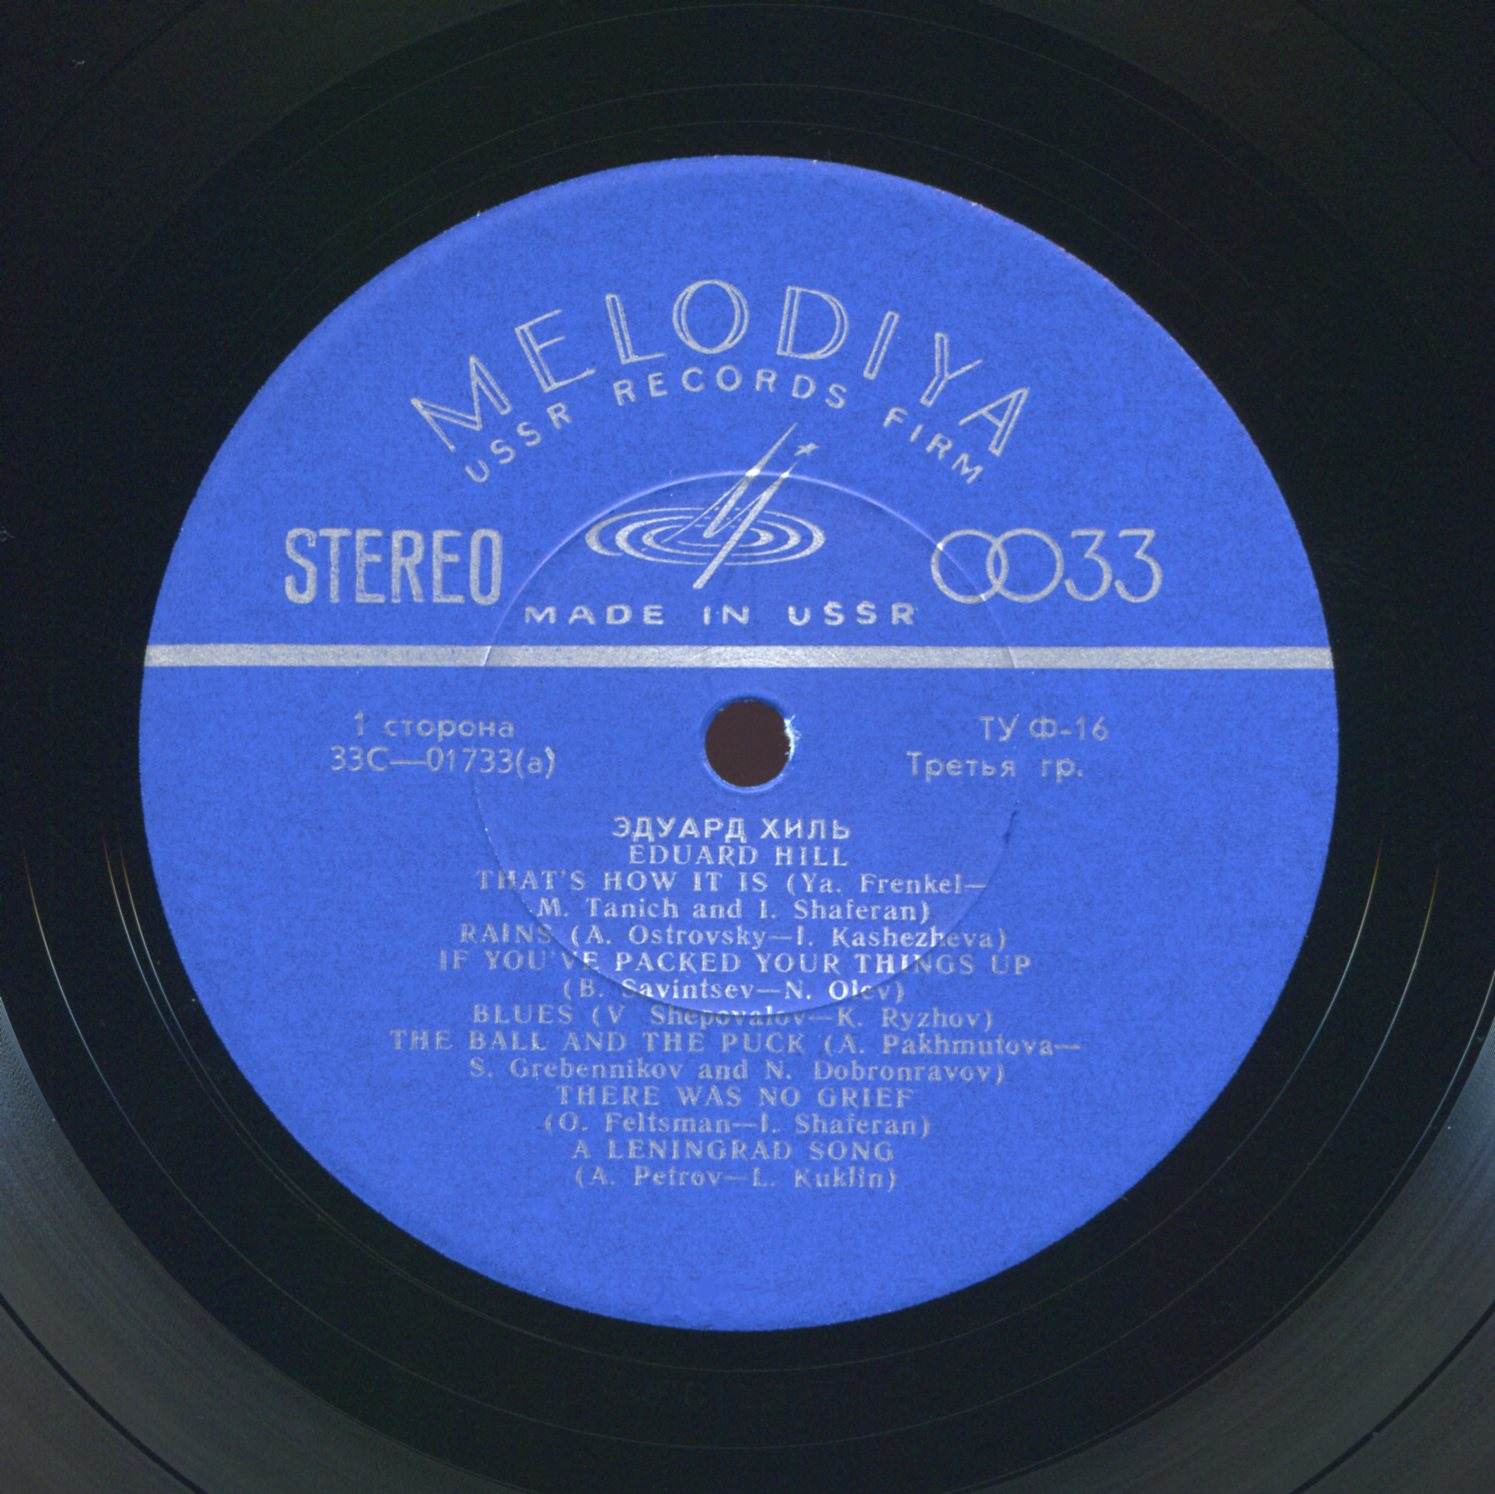 MELODIYA
USSR RECORDS FIRM
STEREO
0033
MADE IN USSR
1 сторона
33С—01733(а)
ТУ Ф-16
Третья гр.
ЭДУАРД ХИЛЬ
EDUARD HILL
THAT'S HOW IT IS (Ya. Frenkel—
M. Tanich and I. Shaferan)
RAINS (A. Ostrovsky—I. Kashezheva)
IF YOU'VE PACKED YOUR THINGS UP
(B. Savintsev—N. Olev)
BLUES (V Shepovalov—K. Ryzhov)
THE BALL AND THE PUCK (A. Pakhmutova—
S. Grebennikov and N. Dobronravov)
THERE WAS NO GRIEF
(O. Feltsman—I. Shaferan)
A LENINGRAD SONG
(A. Petrov—L. Kuklin)